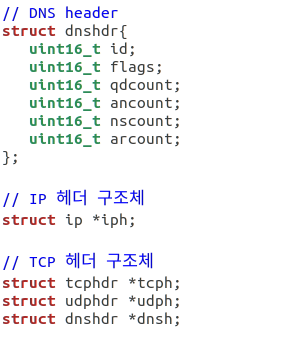 // DNS header
struct dnshdr{
   uint16_t id;
   uint16_t flags;
   uint16_t qdcount;
   uint16_t ancount;
   uint16_t nscount;
   uint16_t arcount;
};

// IP 헤더 구조체
struct ip *iph;

// TCP 헤더 구조체
struct tcphdr *tcph;
struct udphdr *udph;
struct dnshdr *dnsh;